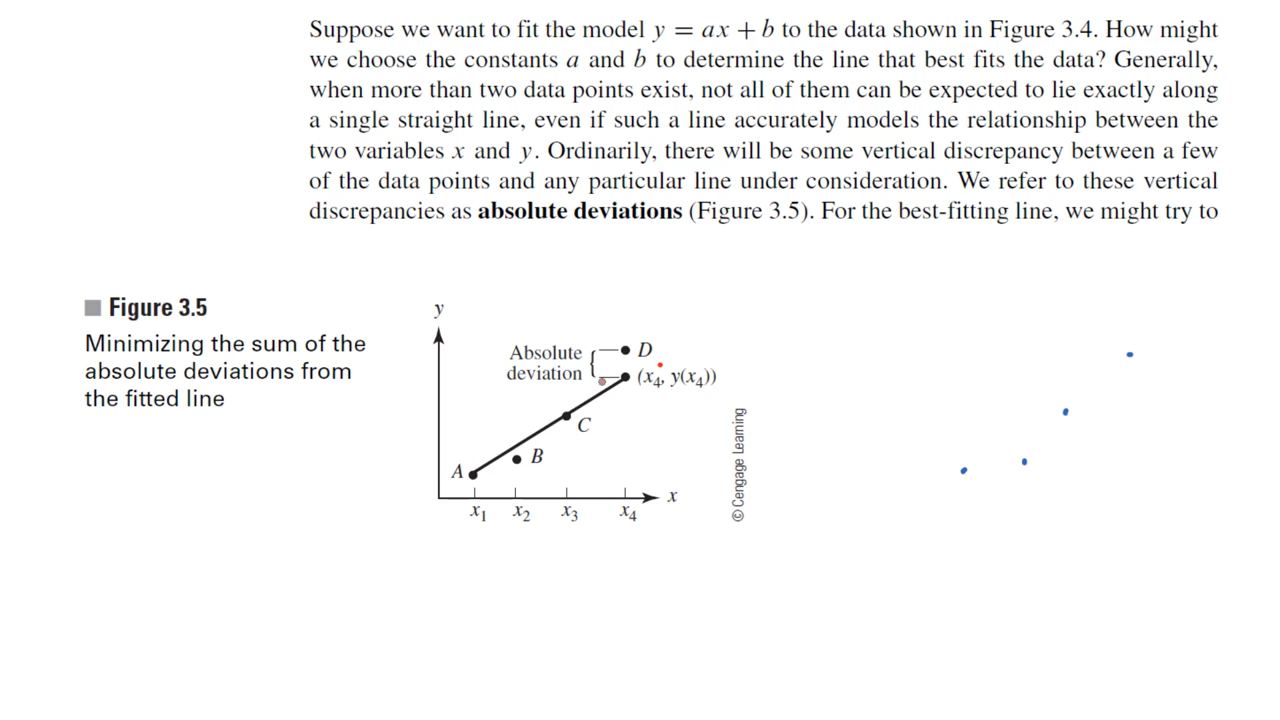 Suppose we want to fit the model y = ax + b to the data shown in Figure 3.4. How might
we choose the constants a and b to determine the line that best fits the data? Generally,
when more than two data points exist, not all of them can be expected to lie exactly along
a single straight line, even if such a line accurately models the relationship between the
two variables x and y. Ordinarily, there will be some vertical discrepancy between a few
of the data points and any particular line under consideration. We refer to these vertical
discrepancies as absolute deviations (Figure 3.5). For the best-fitting line, we might try to
Figure 3.5
Minimizing the sum of the
absolute deviations from
the fitted line
y
Absolute
deviation
D
(x₄, y(x₄))
C
B
A
x
x₁ x₂ x₃ x₄
© Cengage Learning